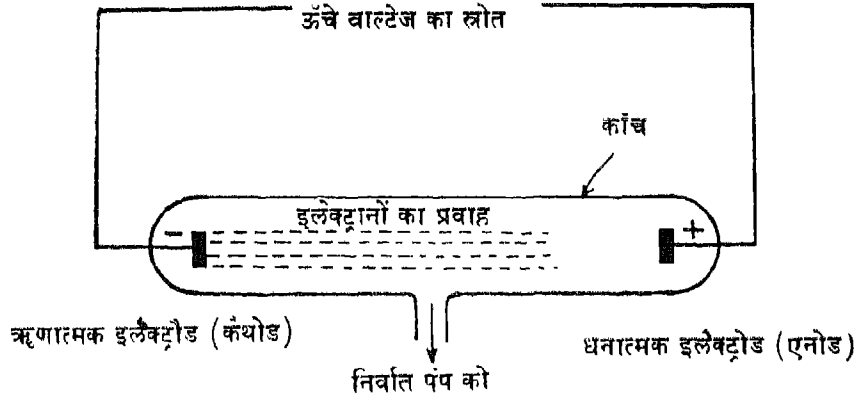 ऊँचे वाल्टेज का स्रोत
काँच
इलेक्ट्रानों का प्रवाह
−
+
ऋणात्मक इलैक्ट्रौड (कैथोड)
धनात्मक इलेक्ट्रोड (एनोड)
निर्वात पंप को